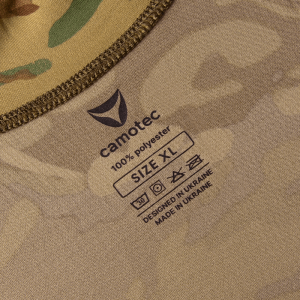 camotec
100% polyester
SIZE XL
DESIGNED IN UKRAINE
MADE IN UKRAINE